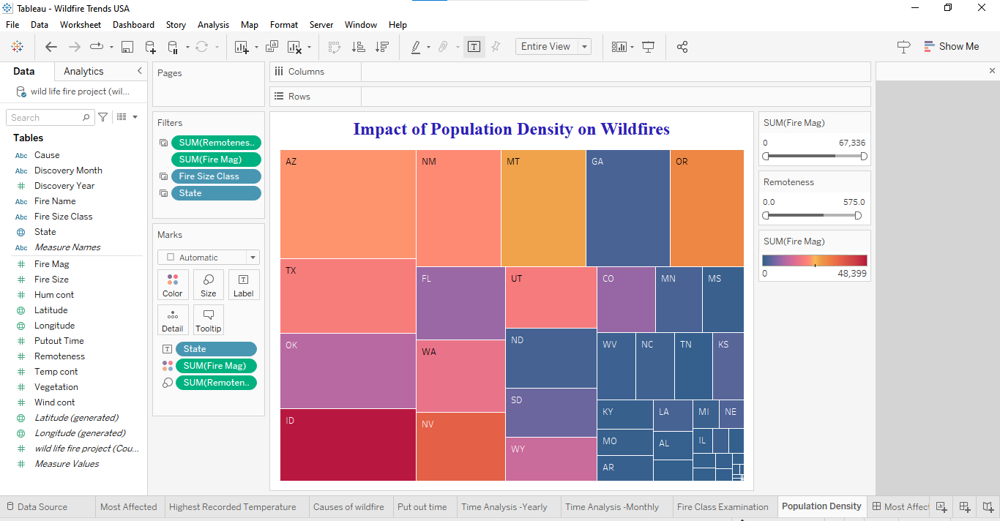 Tableau - Wildfire Trends USA
File Data Worksheet Dashboard Story Analysis Map Format Server Window Help
Entire View
Show Me
Data Analytics
wild life fire project (wil...
Search
Tables
Abc Cause
Abc Discovery Month
# Discovery Year
Abc Fire Name
Abc Fire Size Class
State
Abc Measure Names
# Fire Mag
# Fire Size
# Hum cont
Latitude
Longitude
# Putout Time
# Remoteness
# Temp cont
# Vegetation
# Wind cont
Latitude (generated)
Longitude (generated)
# wild life fire project (Cou...
# Measure Values
Pages
Filters
SUM(Remotenes..
SUM(Fire Mag)
Fire Size Class
State
Marks
Automatic
Color Size Label
Detail Tooltip
State
SUM(Fire Mag)
SUM(Remoten..
Columns
Rows
Impact of Population Density on Wildfires
AZ NM MT GA OR
TX FL UT CO MN MS
OK WA ND WV NC TN KS
SD KY LA MI NE
ID NV WY MO AL IL
AR
SUM(Fire Mag)
0 67,336
Remoteness
0.0 575.0
SUM(Fire Mag)
0 48,399
Data Source Most Affected Highest Recorded Temperature Causes of wildfire Put out time Time Analysis -Yearly Time Analysis -Monthly Fire Class Examination Population Density Most Affect